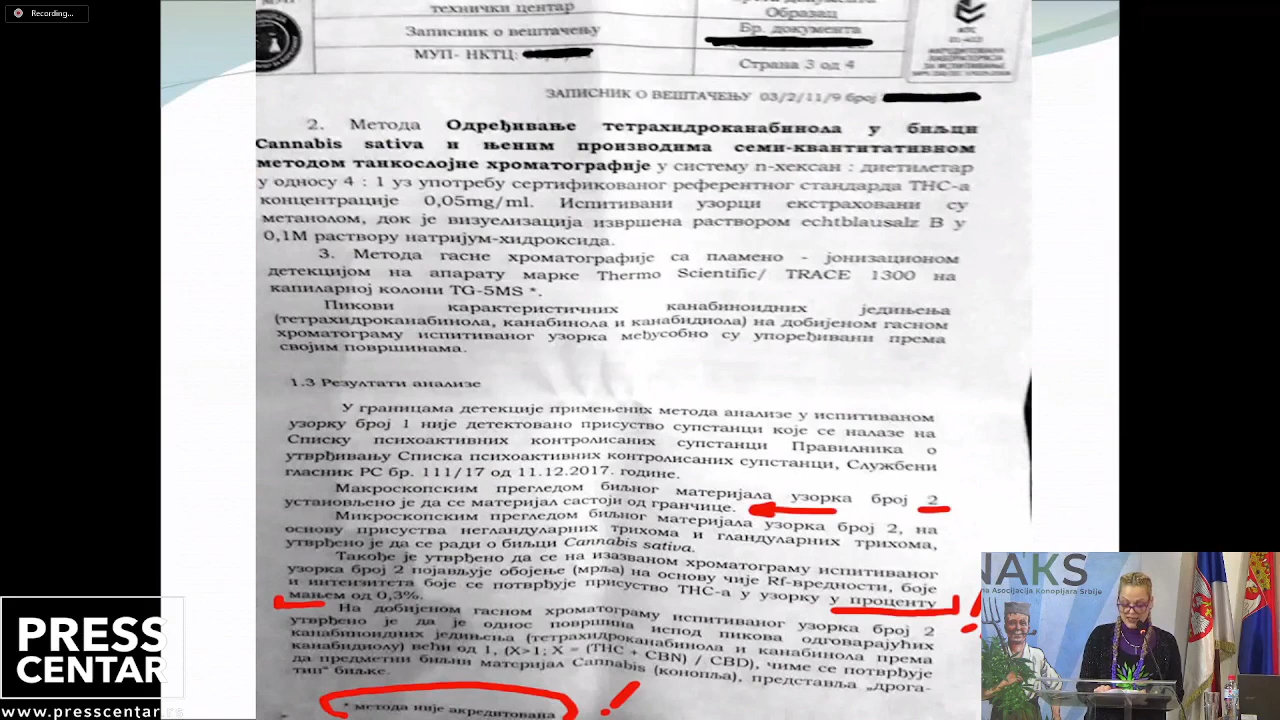 Recording...
технички центар
Записник о вештачењу
МУП- НКТЦ:
Образац
Бр. документа
Страна 3 од 4
ЗАПИСНИК О ВЕШТАЧЕЊУ 03/2/11/9 број
2. Метода Одређивање тетрахидроканабинола у биљци
Cannabis sativa и њеним производима семи-квантитативном
методом танкослојне хроматографије у систему n-хексан : диетилетар
у односу 4 : 1 уз употребу сертификованог референтног стандарда ТНС-а
концентрације 0,05mg/ml. Испитивани узорци екстраховани су
метанолом, док је визуелизација извршена раствором echtblausalz B у
0,1М раствору натријум-хидроксида.
3. Метода гасне хроматографије са пламено - јонизационом
детекцијом на апарату марке Thermo Scientific/ TRACE 1300 на
капиларној колони TG-5MS *.
Пикови карактеристичних канабиноидних једињења
(тетрахидроканабинола, канабинола и канабидиола) на добијеном гасном
хроматограму испитиваног узорка међусобно су упоређивани према
својим површинама.
1.3 Резултати анализе
У границама детекције примењених метода анализе у испитиваном
узорку број 1 није детектовано присуство супстанци које се налазе на
Списку психоактивних контролисаних супстанци Правилника о
утврђивању Списка психоактивних контролисаних супстанци, Службени
гласник РС бр. 111/17 од 11.12.2017. године.
Макроскопским прегледом биљног материјала узорка број 2
установљено је да се материјал састоји од гранчице.
Микроскопским прегледом биљног материјала узорка број 2, на
основу присуства негландуларних трихома и гландуларних трихома,
утврђено је да се ради о биљци Cannabis sativa.
Такође је утврђено да се на изазваном хроматограму испитиваног
узорка број 2 појављује обојење (мрља) на основу чије Rf-вредности, боје
и интензитета боје се потврђује присуство ТНС-а у узорку у проценту
мањем од 0,3%.
На добијеном гасном хроматограму испитиваног узорка број 2
утврђено је да је однос површина испод пикова одговарајућих
канабиноидних једињења (тетрахидроканабинола и канабинола према
канабидиолу) већи од 1, (X>1; X = (THC + CBN) / CBD), чиме се потврђује
да предметни биљни материјал Cannabis (конопља), представља „дрога-
тип" биљке.
* метода није акредитована
NAKS
na Asocijacija Konopljara Srbije
PRESS
CENTAR
www.presscentar.rs